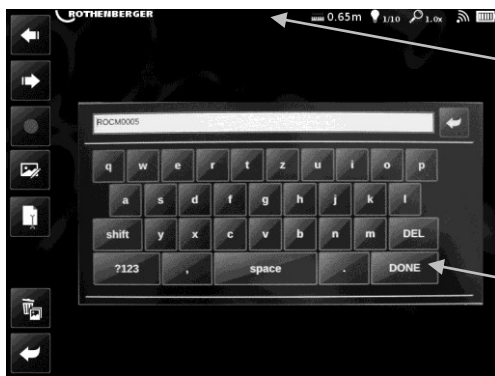 ROTHENBERGER 0.65m 1/10 1.0x
ROCM0005
q w e r t z u i o p
a s d f g h j k l
shift y x c v b n m DEL
?123 , space . DONE